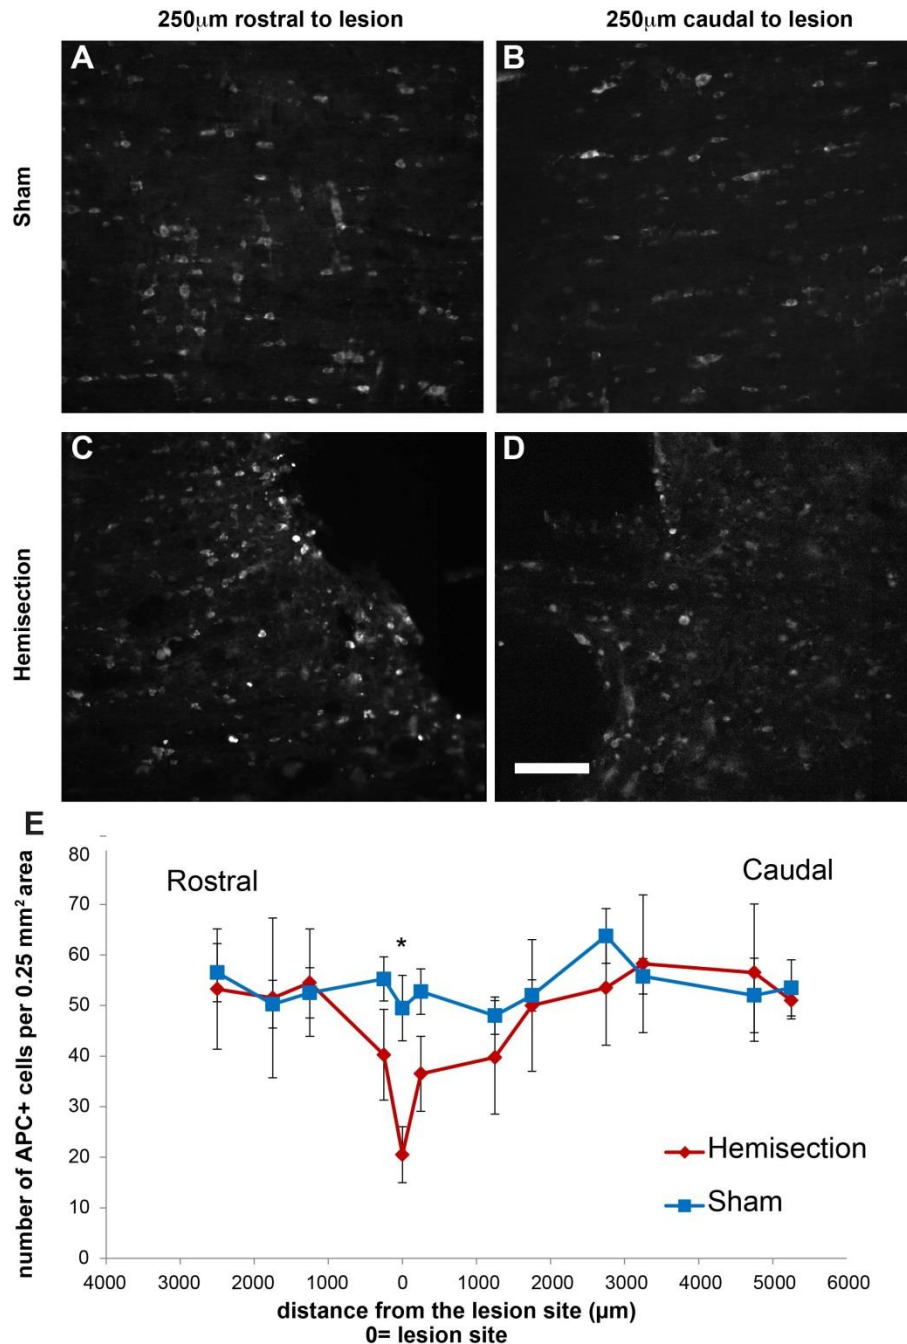 250μm rostral to lesion
250μm caudal to lesion
A
B
Sham
C
D
Hemisection
E
80
70
60
50
40
30
20
10
0
number of APC+ cells per 0.25 mm² area
Rostral
Caudal
*
Hemisection
Sham
4000 3000 2000 1000 0 1000 2000 3000 4000 5000 6000
distance from the lesion site (μm)
0= lesion site